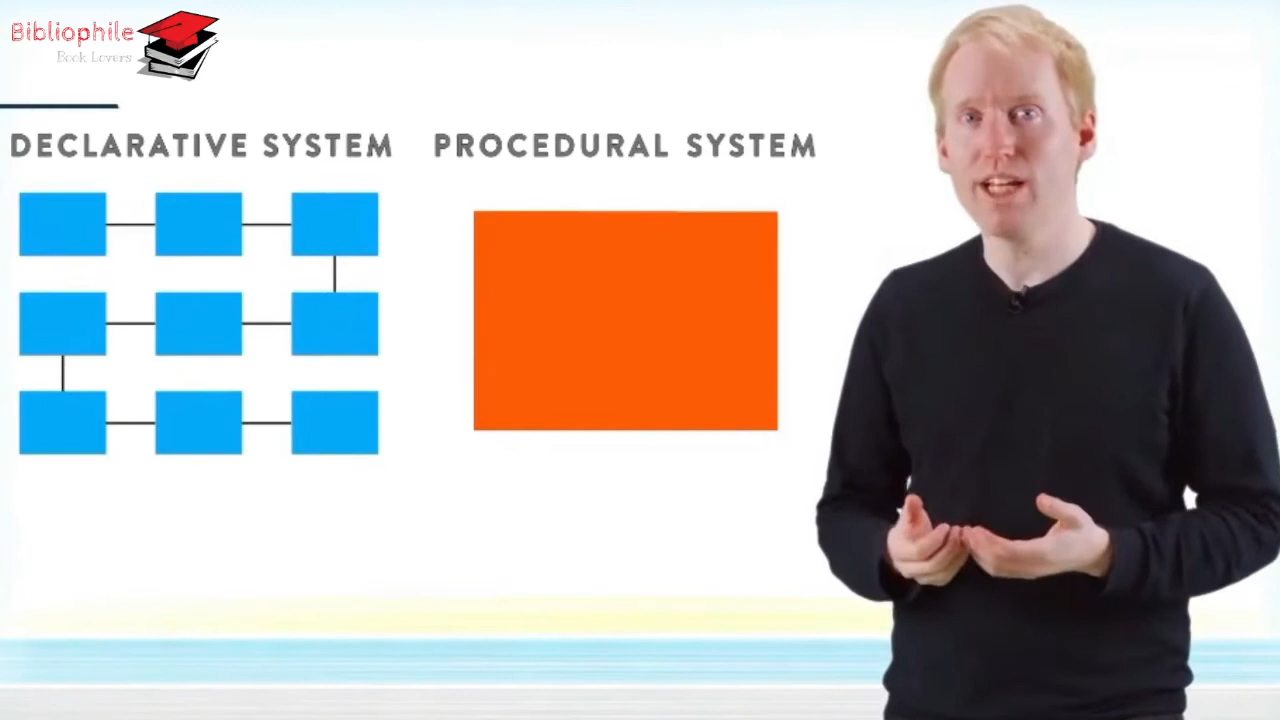 Bibliophile
Book Lovers
DECLARATIVE SYSTEM
PROCEDURAL SYSTEM